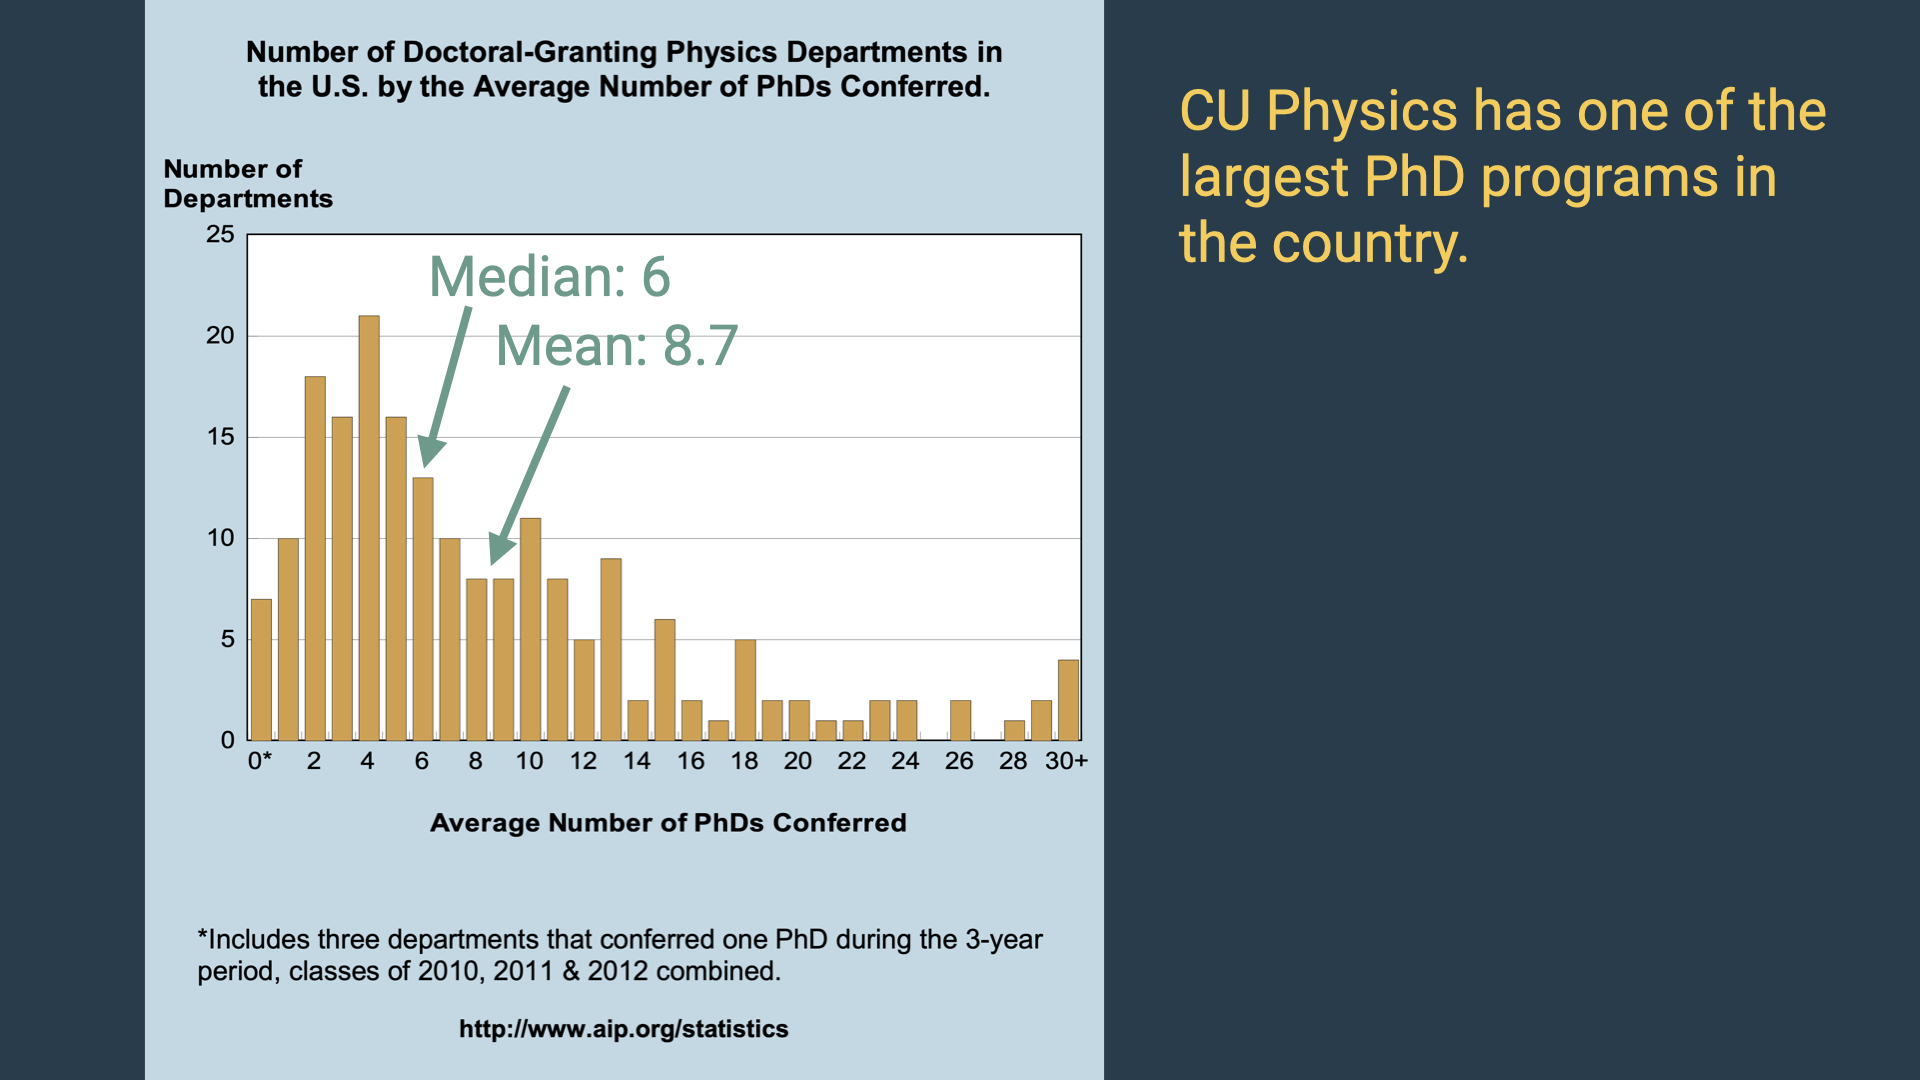 Number of Doctoral-Granting Physics Departments in
the U.S. by the Average Number of PhDs Conferred.
Number of
Departments
25
20
15
10
5
0
Median: 6
Mean: 8.7
0* 2 4 6 8 10 12 14 16 18 20 22 24 26 28 30+
Average Number of PhDs Conferred
*Includes three departments that conferred one PhD during the 3-year
period, classes of 2010, 2011 & 2012 combined.
http://www.aip.org/statistics
CU Physics has one of the
largest PhD programs in
the country.